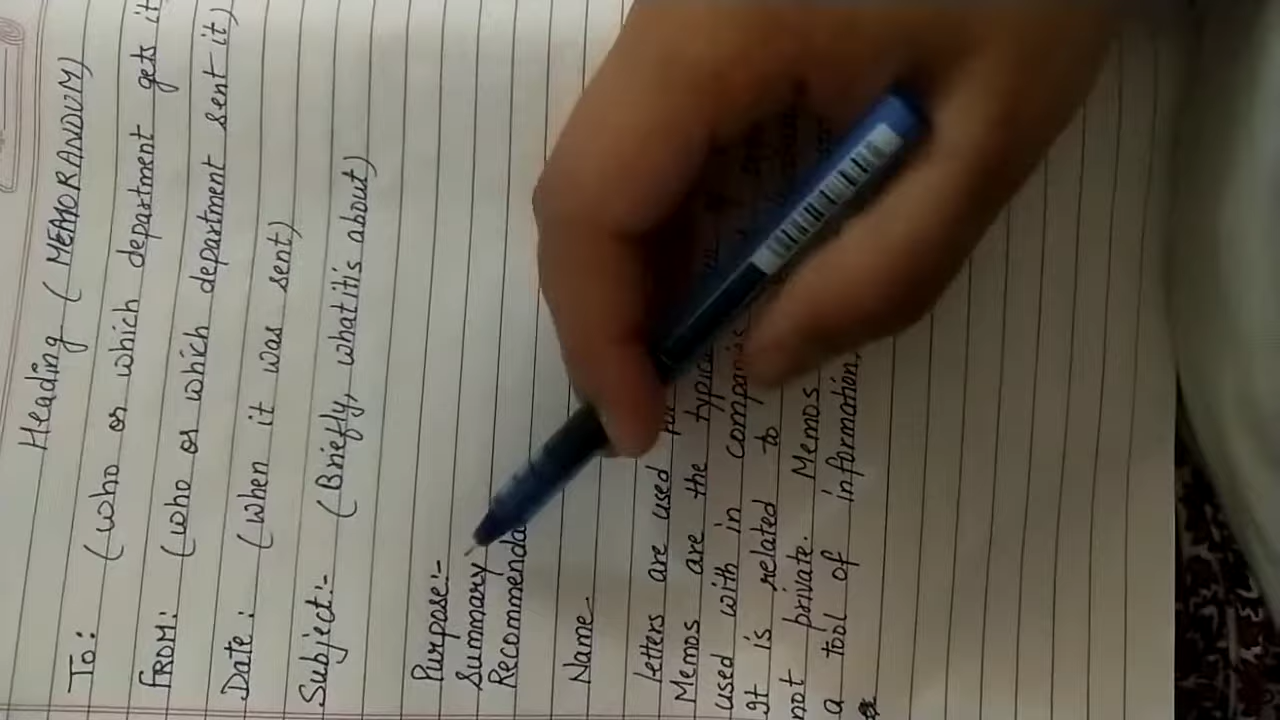 Heading (MEMORANDUM)
To: (who or which department gets it
FROM: (who or which department sent it)
Date: (when it was sent)
Subject:- (Briefly, what it is about)
Purpose:-
Summary
Recommenda
Name
Letters are used
Memos are the typic
used with in compani
It is related to
not private. Memos
a tool of information,